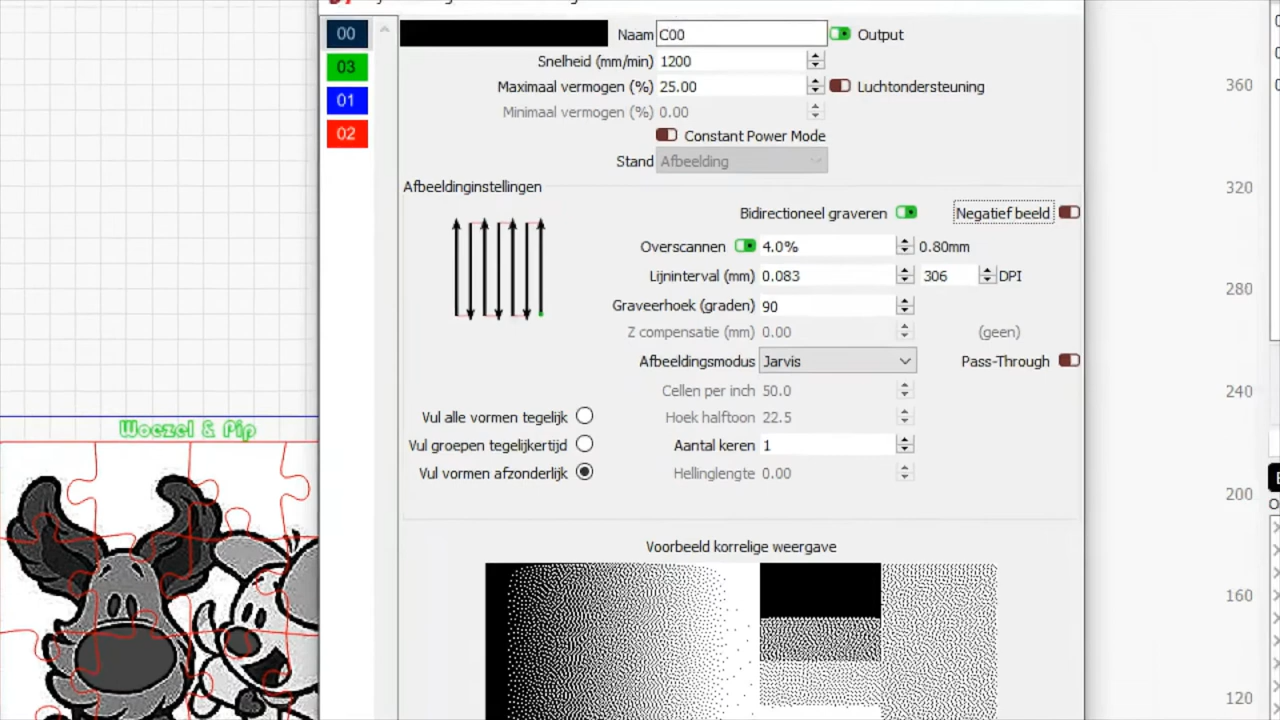 00
03
01
02
Naam C00 Output
Snelheid (mm/min) 1200
Maximaal vermogen (%) 25.00 Luchtondersteuning
Minimaal vermogen (%) 0.00
Constant Power Mode
Stand Afbeelding
Afbeeldinginstellingen
Bidirectioneel graveren Negatief beeld
Overscannen 4.0% 0.80mm
Lijninterval (mm) 0.083 306 DPI
Graveerhoek (graden) 90
Z compensatie (mm) 0.00 (geen)
Afbeeldingsmodus Jarvis Pass-Through
Cellen per inch 50.0
Vul alle vormen tegelijk Hoek halftoon 22.5
Vul groepen tegelijkertijd Aantal keren 1
Vul vormen afzonderlijk Hellinglengte 0.00
Voorbeeld korrelige weergave
Woezel & Pip
360
320
280
240
200
160
120